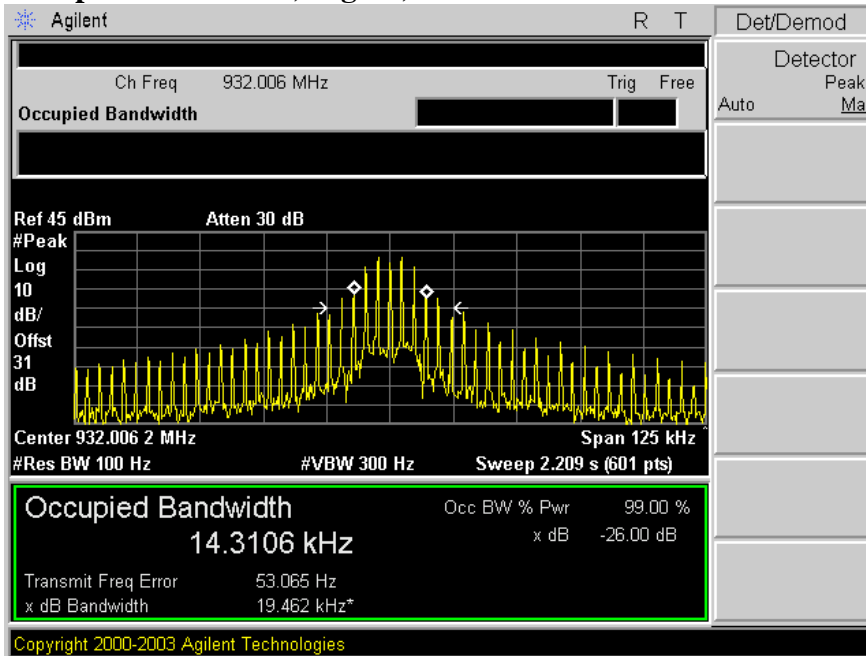 Agilent R T Det/Demod
Detector
Peak
Auto Ma
Ch Freq 932.006 MHz Trig Free
Occupied Bandwidth
Ref 45 dBm Atten 30 dB
#Peak
Log
10
dB/
Offst
31
dB
Center 932.006 2 MHz Span 125 kHz
#Res BW 100 Hz #VBW 300 Hz Sweep 2.209 s (601 pts)
Occupied Bandwidth Occ BW % Pwr 99.00 %
14.3106 kHz x dB -26.00 dB
Transmit Freq Error 53.065 Hz
x dB Bandwidth 19.462 kHz*
Copyright 2000-2003 Agilent Technologies